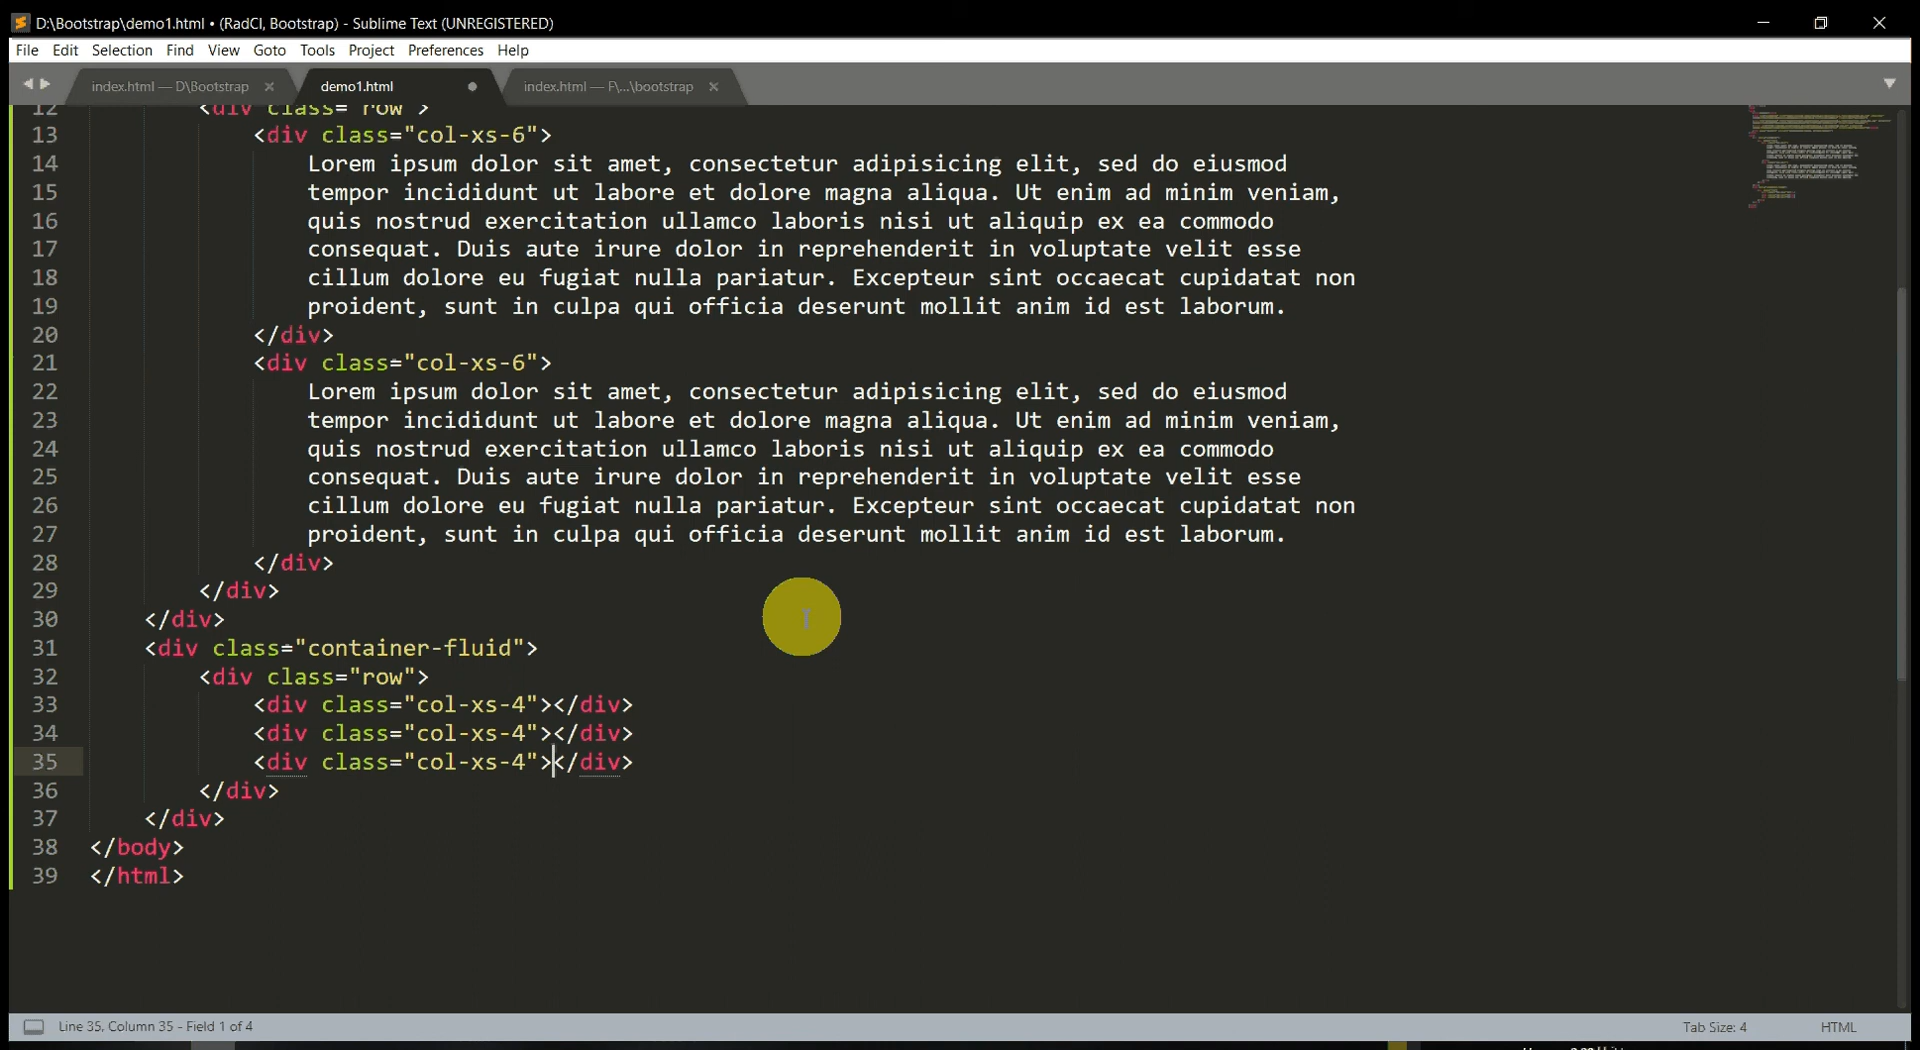 D:\Bootstrap\demo1.html • (RadCl, Bootstrap) - Sublime Text (UNREGISTERED)
File Edit Selection Find View Goto Tools Project Preferences Help
index.html — D\Bootstrap × demo1.html index.html — F\...\bootstrap ×
12 <div class="row">
13 <div class="col-xs-6">
14 Lorem ipsum dolor sit amet, consectetur adipisicing elit, sed do eiusmod
15 tempor incididunt ut labore et dolore magna aliqua. Ut enim ad minim veniam,
16 quis nostrud exercitation ullamco laboris nisi ut aliquip ex ea commodo
17 consequat. Duis aute irure dolor in reprehenderit in voluptate velit esse
18 cillum dolore eu fugiat nulla pariatur. Excepteur sint occaecat cupidatat non
19 proident, sunt in culpa qui officia deserunt mollit anim id est laborum.
20 </div>
21 <div class="col-xs-6">
22 Lorem ipsum dolor sit amet, consectetur adipisicing elit, sed do eiusmod
23 tempor incididunt ut labore et dolore magna aliqua. Ut enim ad minim veniam,
24 quis nostrud exercitation ullamco laboris nisi ut aliquip ex ea commodo
25 consequat. Duis aute irure dolor in reprehenderit in voluptate velit esse
26 cillum dolore eu fugiat nulla pariatur. Excepteur sint occaecat cupidatat non
27 proident, sunt in culpa qui officia deserunt mollit anim id est laborum.
28 </div>
29 </div>
30 </div>
31 <div class="container-fluid">
32 <div class="row">
33 <div class="col-xs-4"></div>
34 <div class="col-xs-4"></div>
35 <div class="col-xs-4"></div>
36 </div>
37 </div>
38 </body>
39 </html>
Line 35, Column 35 - Field 1 of 4 Tab Size: 4 HTML